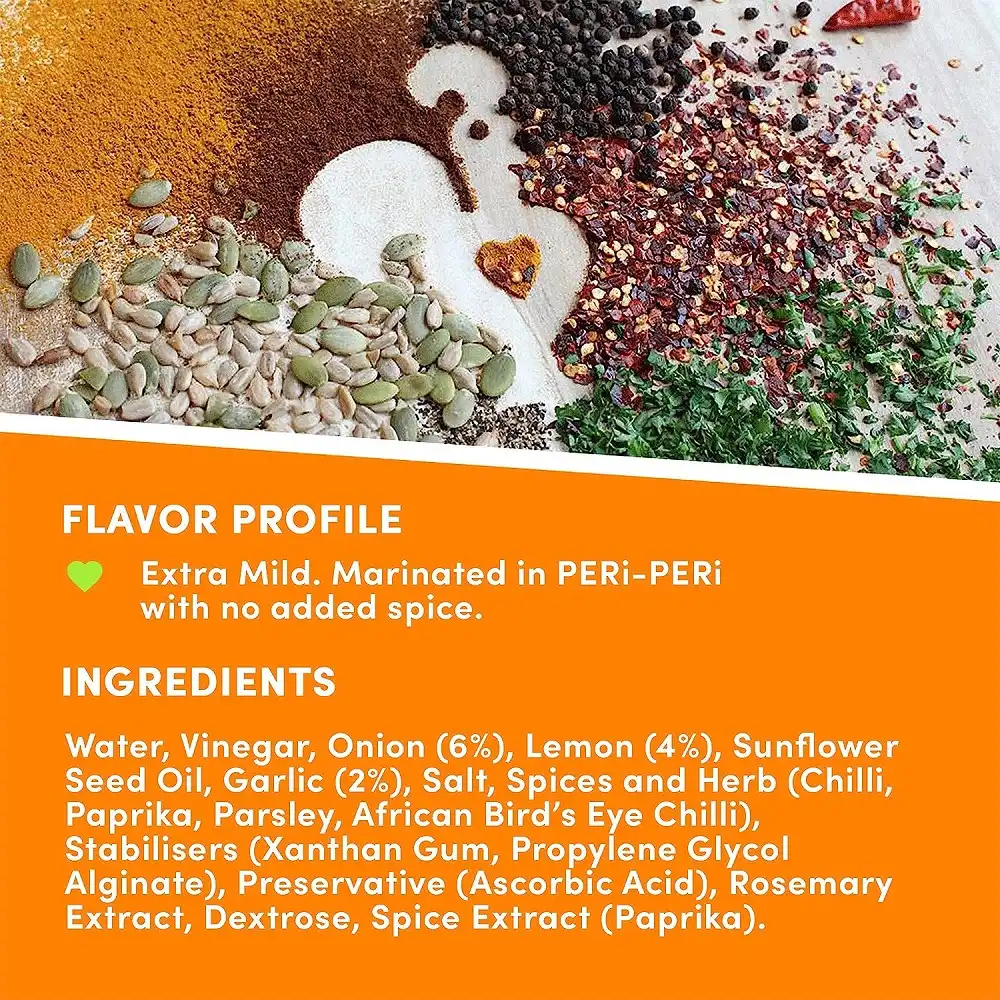 FLAVOR PROFILE
Extra Mild. Marinated in PERi-PERi
with no added spice.
INGREDIENTS
Water, Vinegar, Onion (6%), Lemon (4%), Sunflower
Seed Oil, Garlic (2%), Salt, Spices and Herb (Chilli,
Paprika, Parsley, African Bird's Eye Chilli),
Stabilisers (Xanthan Gum, Propylene Glycol
Alginate), Preservative (Ascorbic Acid), Rosemary
Extract, Dextrose, Spice Extract (Paprika).